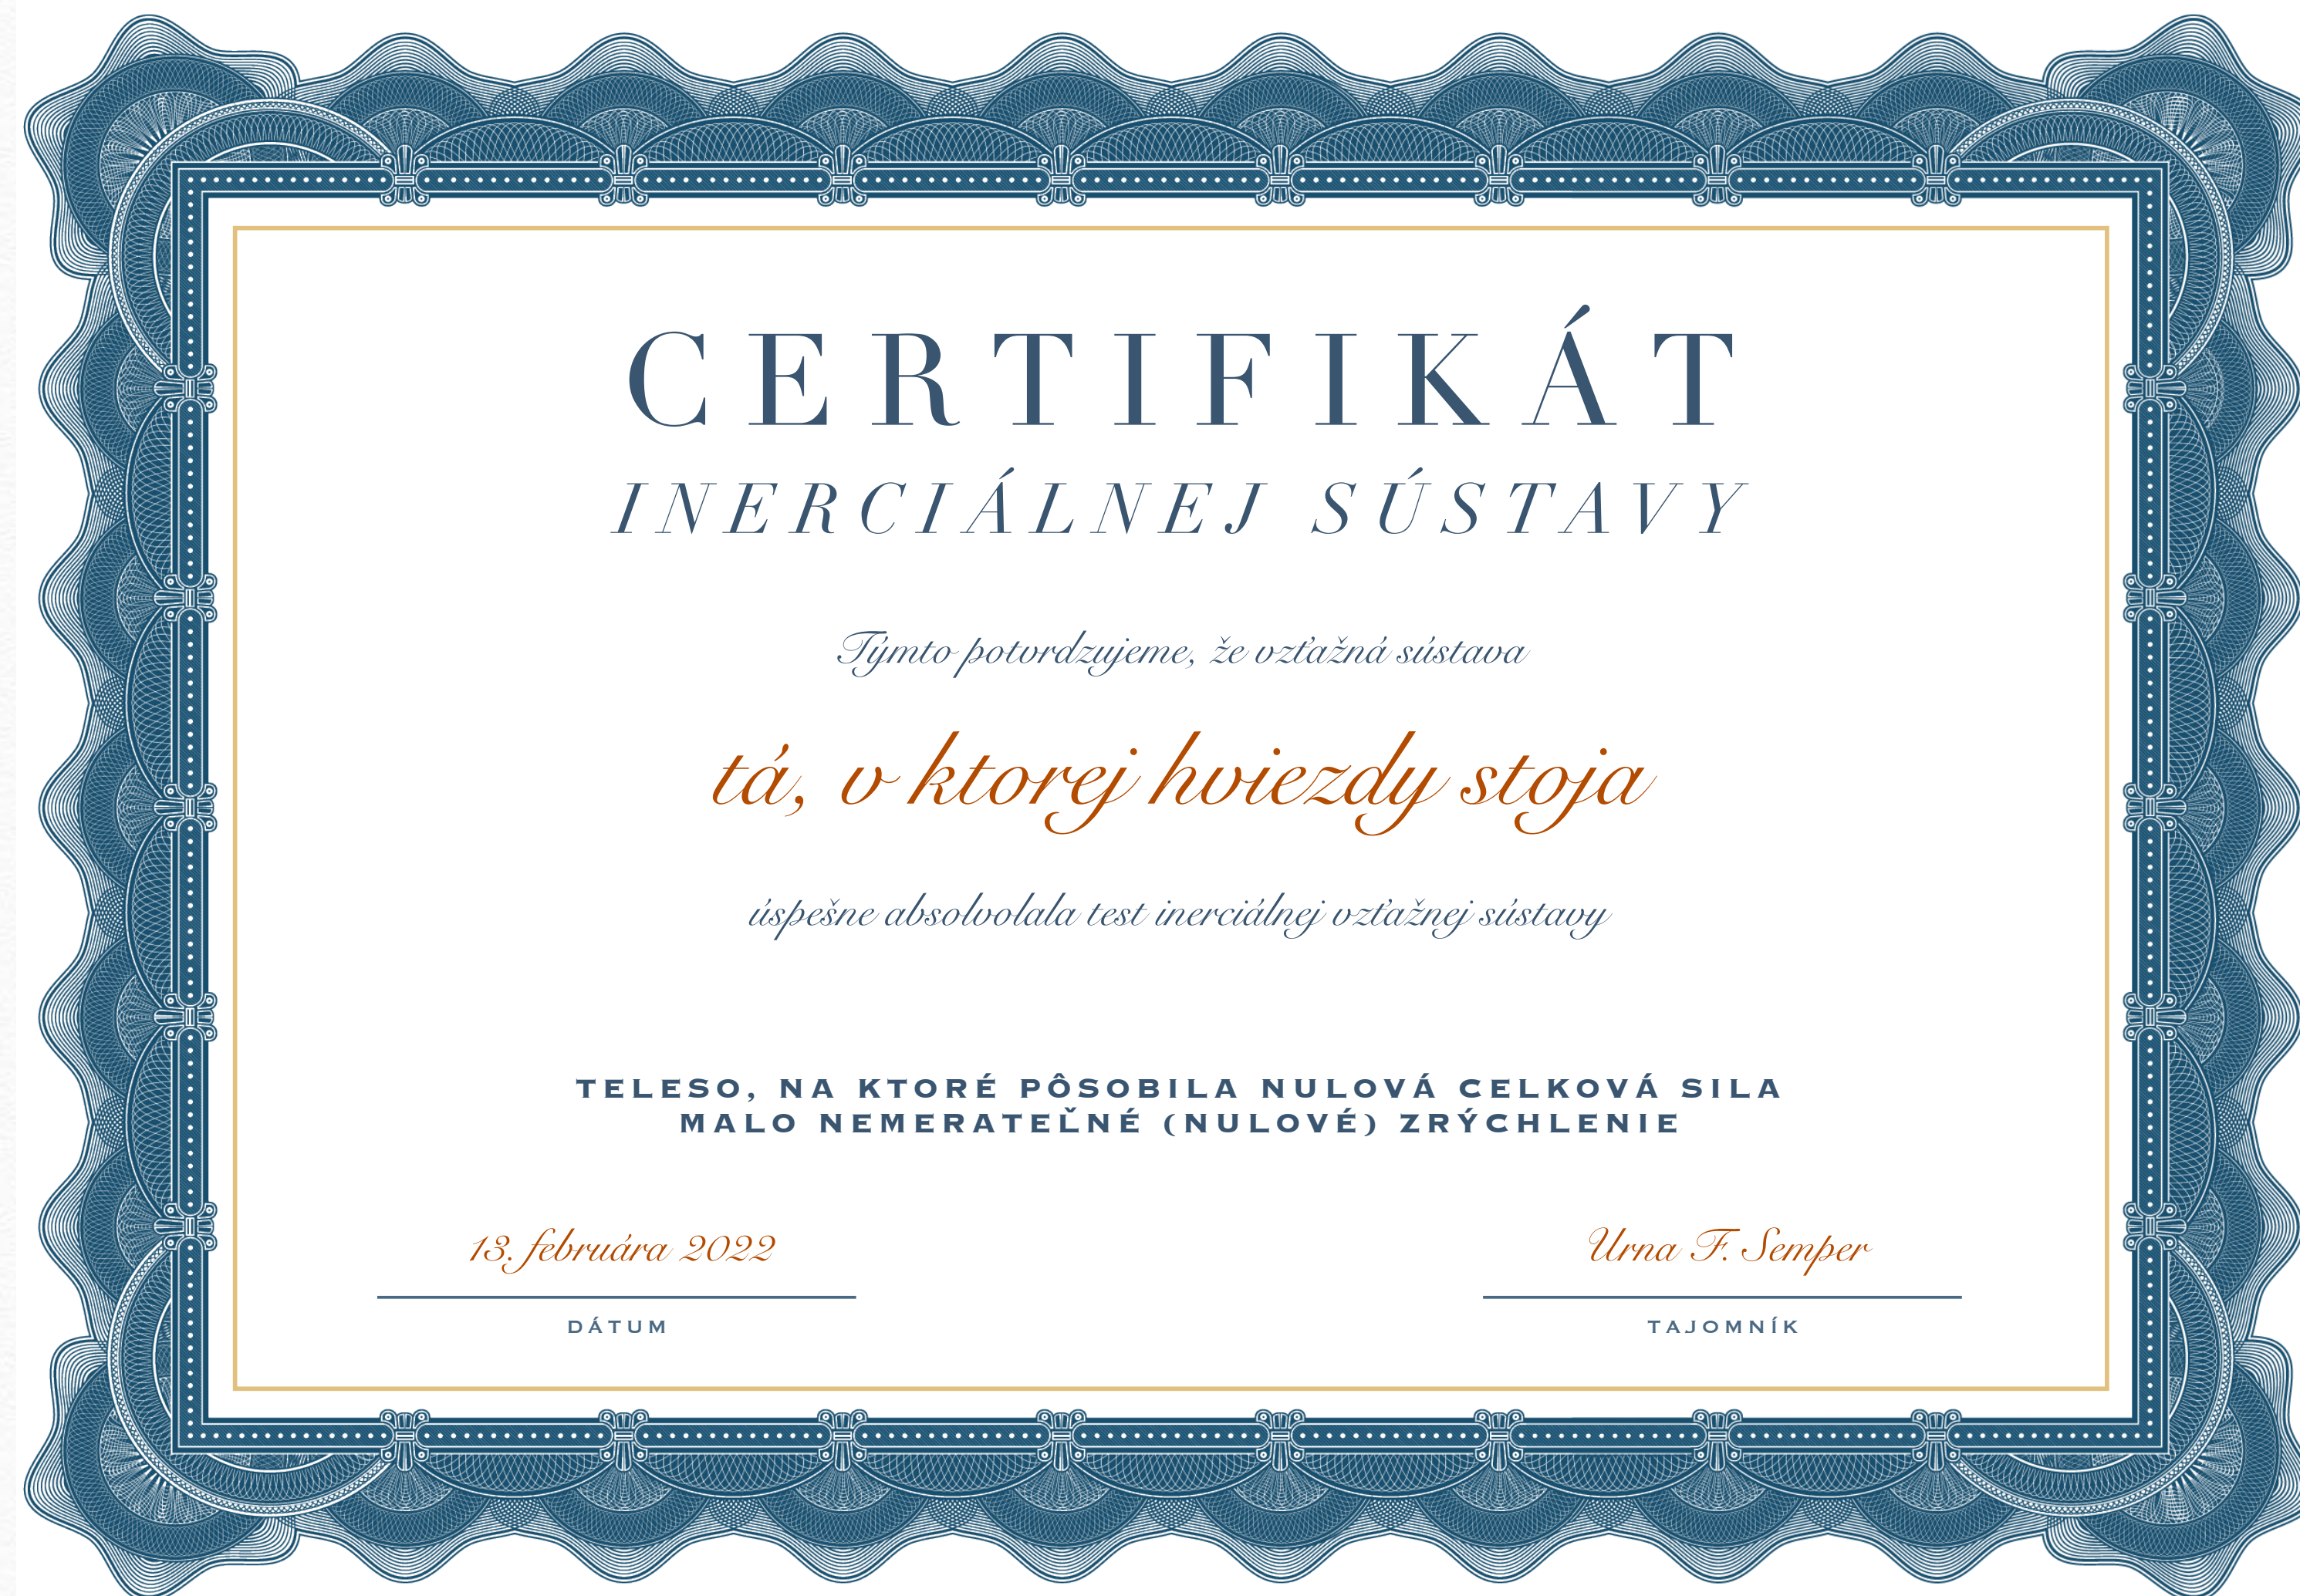 CERTIFIKÁT
INERCIÁLNEJ SÚSTAVY
Týmto potvrdzujeme, že vzťažná sústava
tá, v ktorej hviezdy stoja
úspešne absolvolala test inerciálnej vzťažnej sústavy
TELESO, NA KTORÉ PÔSOBILA NULOVÁ CELKOVÁ SILA
MALO NEMERATEĽNÉ (NULOVÉ) ZRÝCHLENIE
13. februára 2022
Urna F. Semper
DÁTUM
TAJOMNÍK